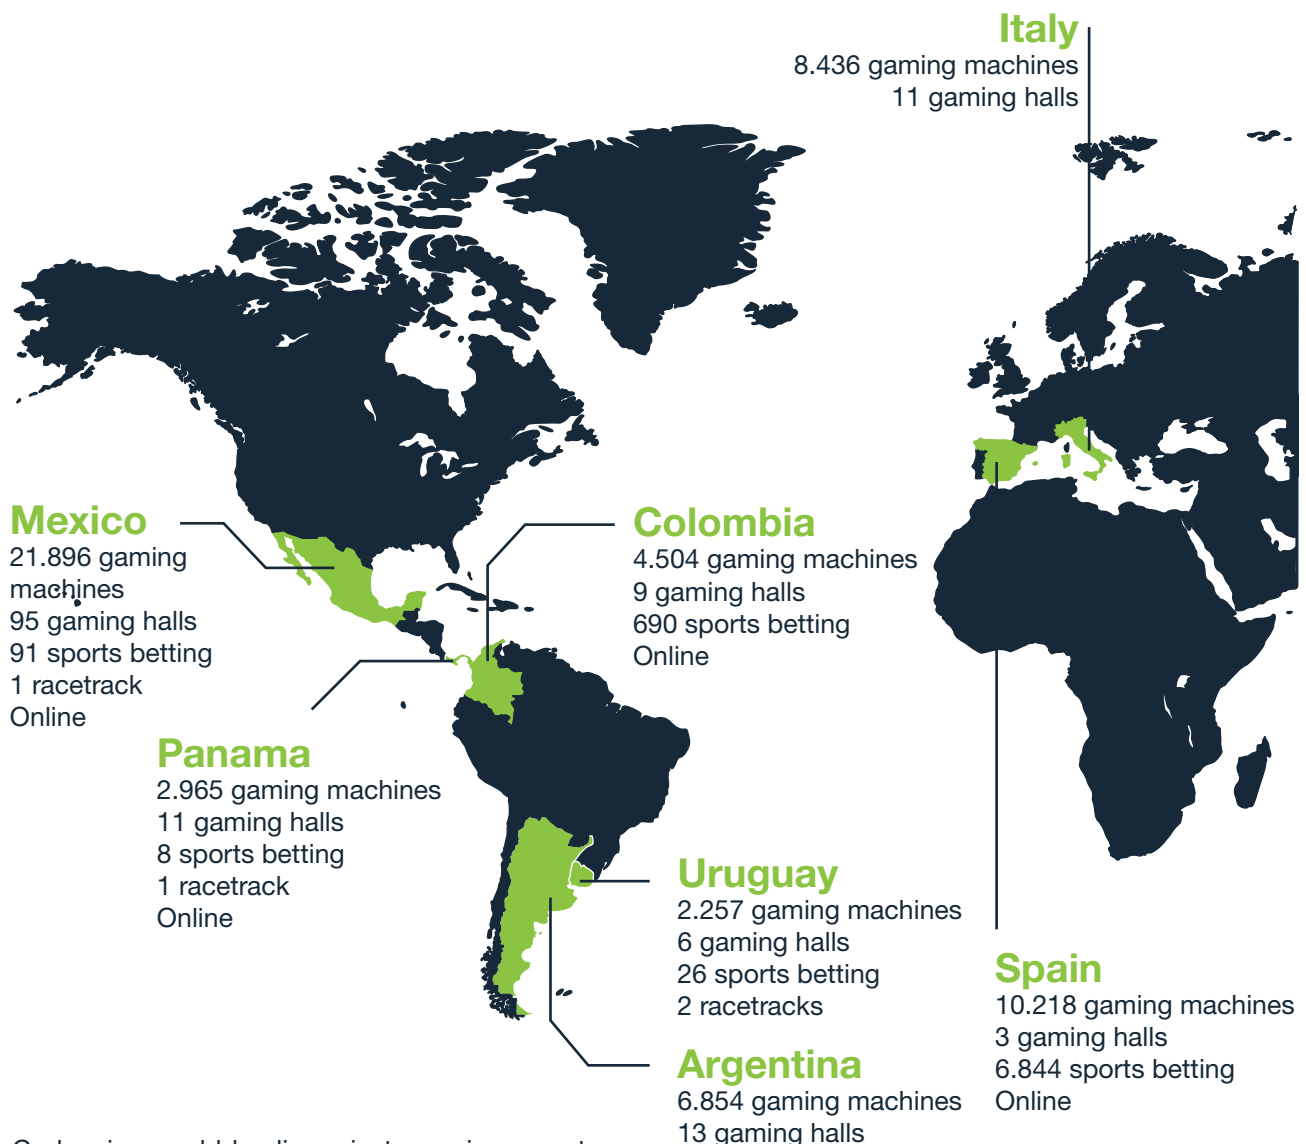 Italy
8.436 gaming machines
11 gaming halls
Mexico
21.896 gaming
machines
95 gaming halls
91 sports betting
1 racetrack
Online
Colombia
4.504 gaming machines
9 gaming halls
690 sports betting
Online
Panama
2.965 gaming machines
11 gaming halls
8 sports betting
1 racetrack
Online
Uruguay
2.257 gaming machines
6 gaming halls
26 sports betting
2 racetracks
Spain
10.218 gaming machines
3 gaming halls
6.844 sports betting
Online
Argentina
6.854 gaming machines
13 gaming halls